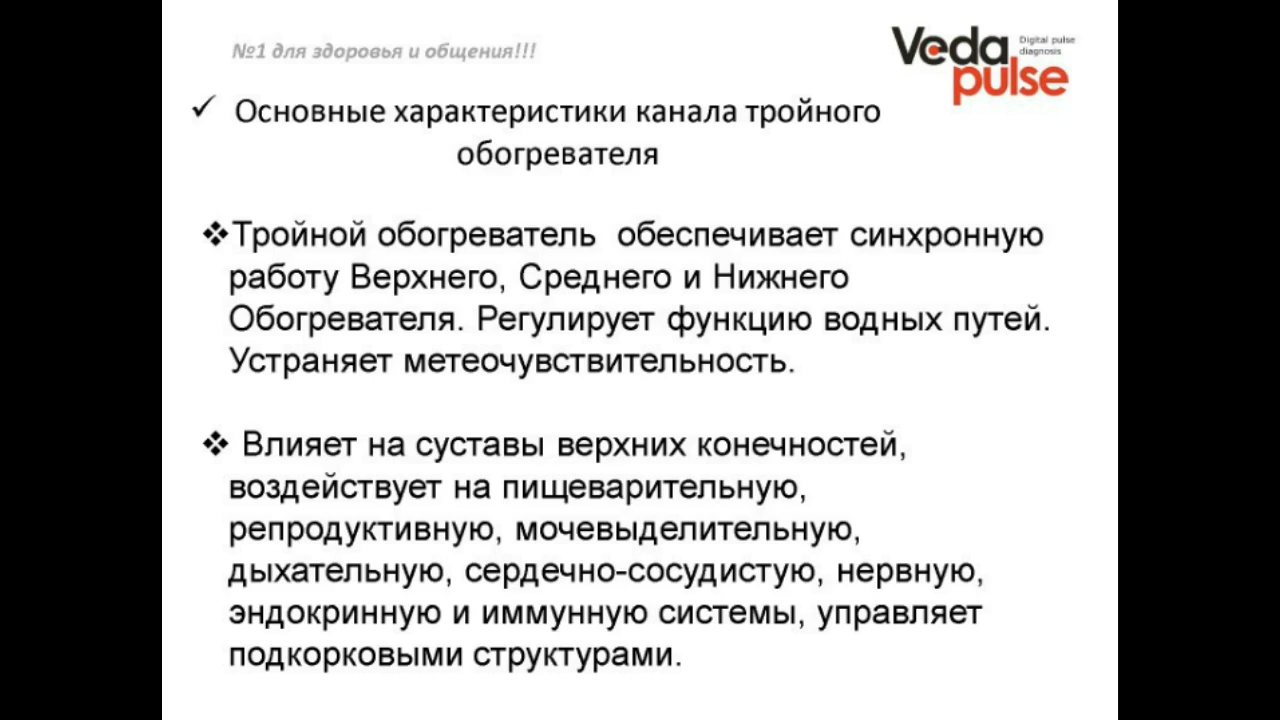 №1 для здоровья и общения!!!
Veda
Digital pulse
diagnosis
pulse
Основные характеристики канала тройного
обогревателя
Тройной обогреватель обеспечивает синхронную
работу Верхнего, Среднего и Нижнего
Обогревателя. Регулирует функцию водных путей.
Устраняет метеочувствительность.
Влияет на суставы верхних конечностей,
воздействует на пищеварительную,
репродуктивную, мочевыделительную,
дыхательную, сердечно-сосудистую, нервную,
эндокринную и иммунную системы, управляет
подкорковыми структурами.